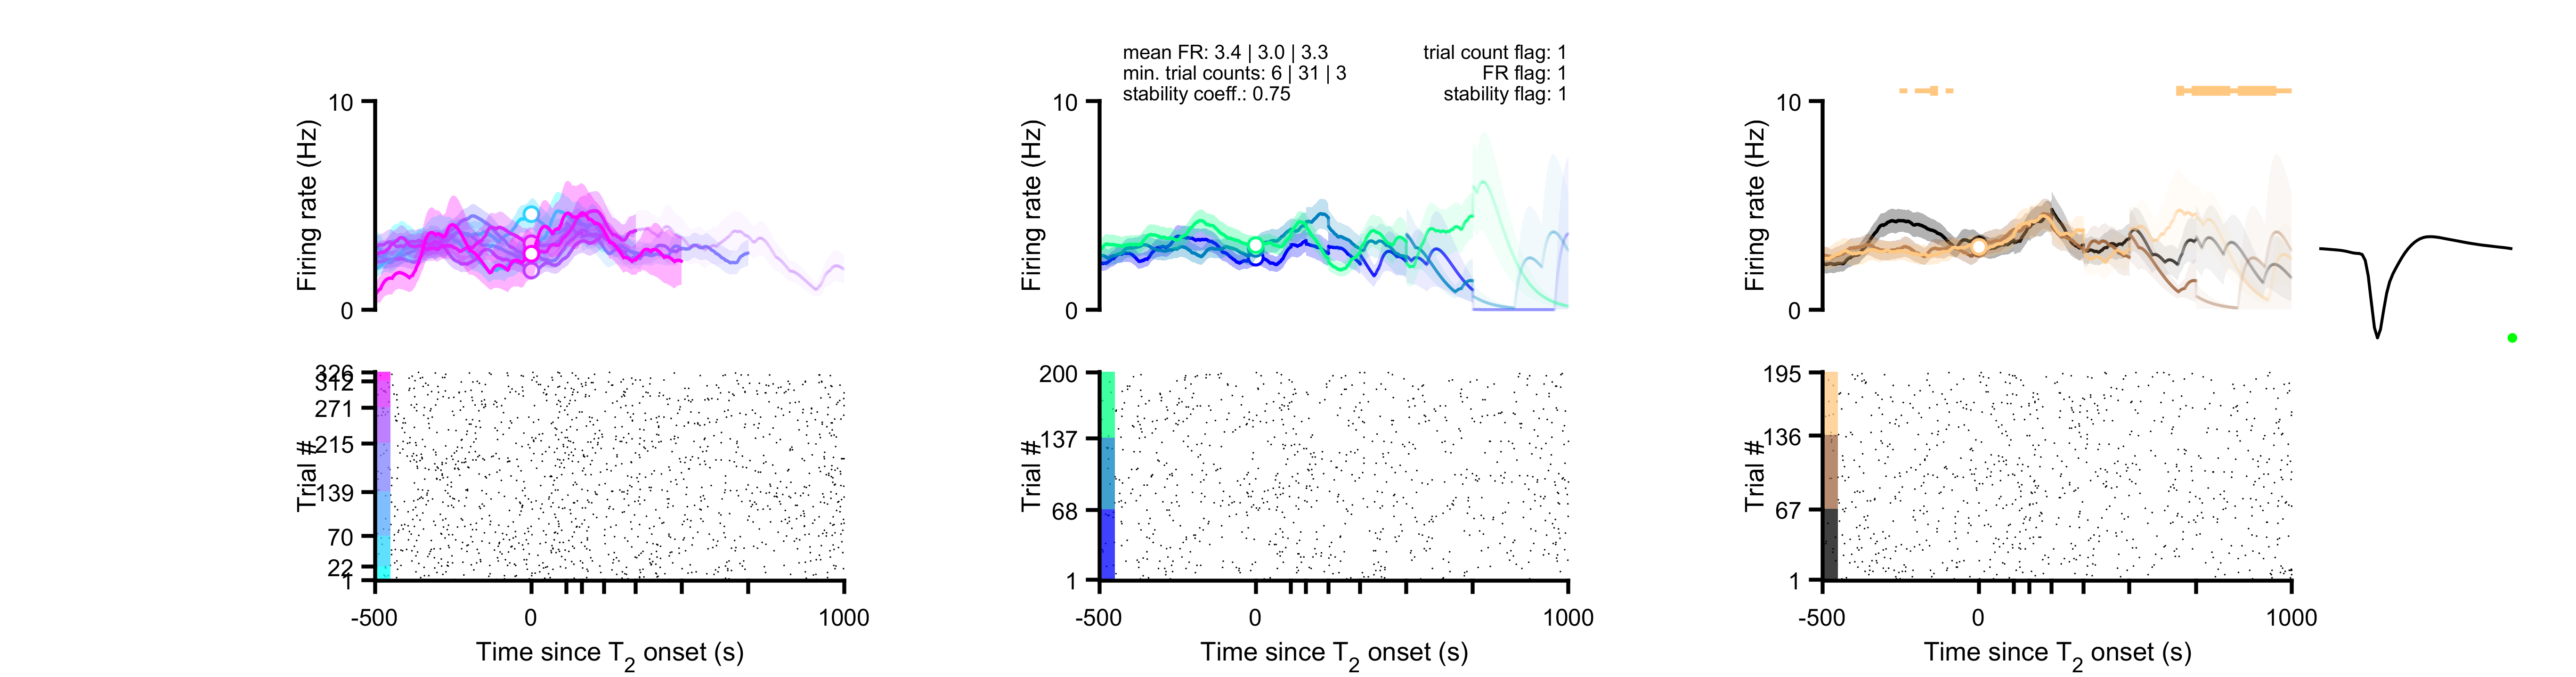 mean FR: 3.4 | 3.0 | 3.3
min. trial counts: 6 | 31 | 3
stability coeff.: 0.75
trial count flag: 1
FR flag: 1
stability flag: 1
10
Firing rate (Hz)
0
10
Firing rate (Hz)
0
10
Firing rate (Hz)
0
326
312
271
215
139
70
22
1
Trial #
-500
0
1000
Time since T2 onset (s)
200
137
68
1
Trial #
-500
0
1000
Time since T2 onset (s)
195
136
67
1
Trial #
-500
0
1000
Time since T2 onset (s)